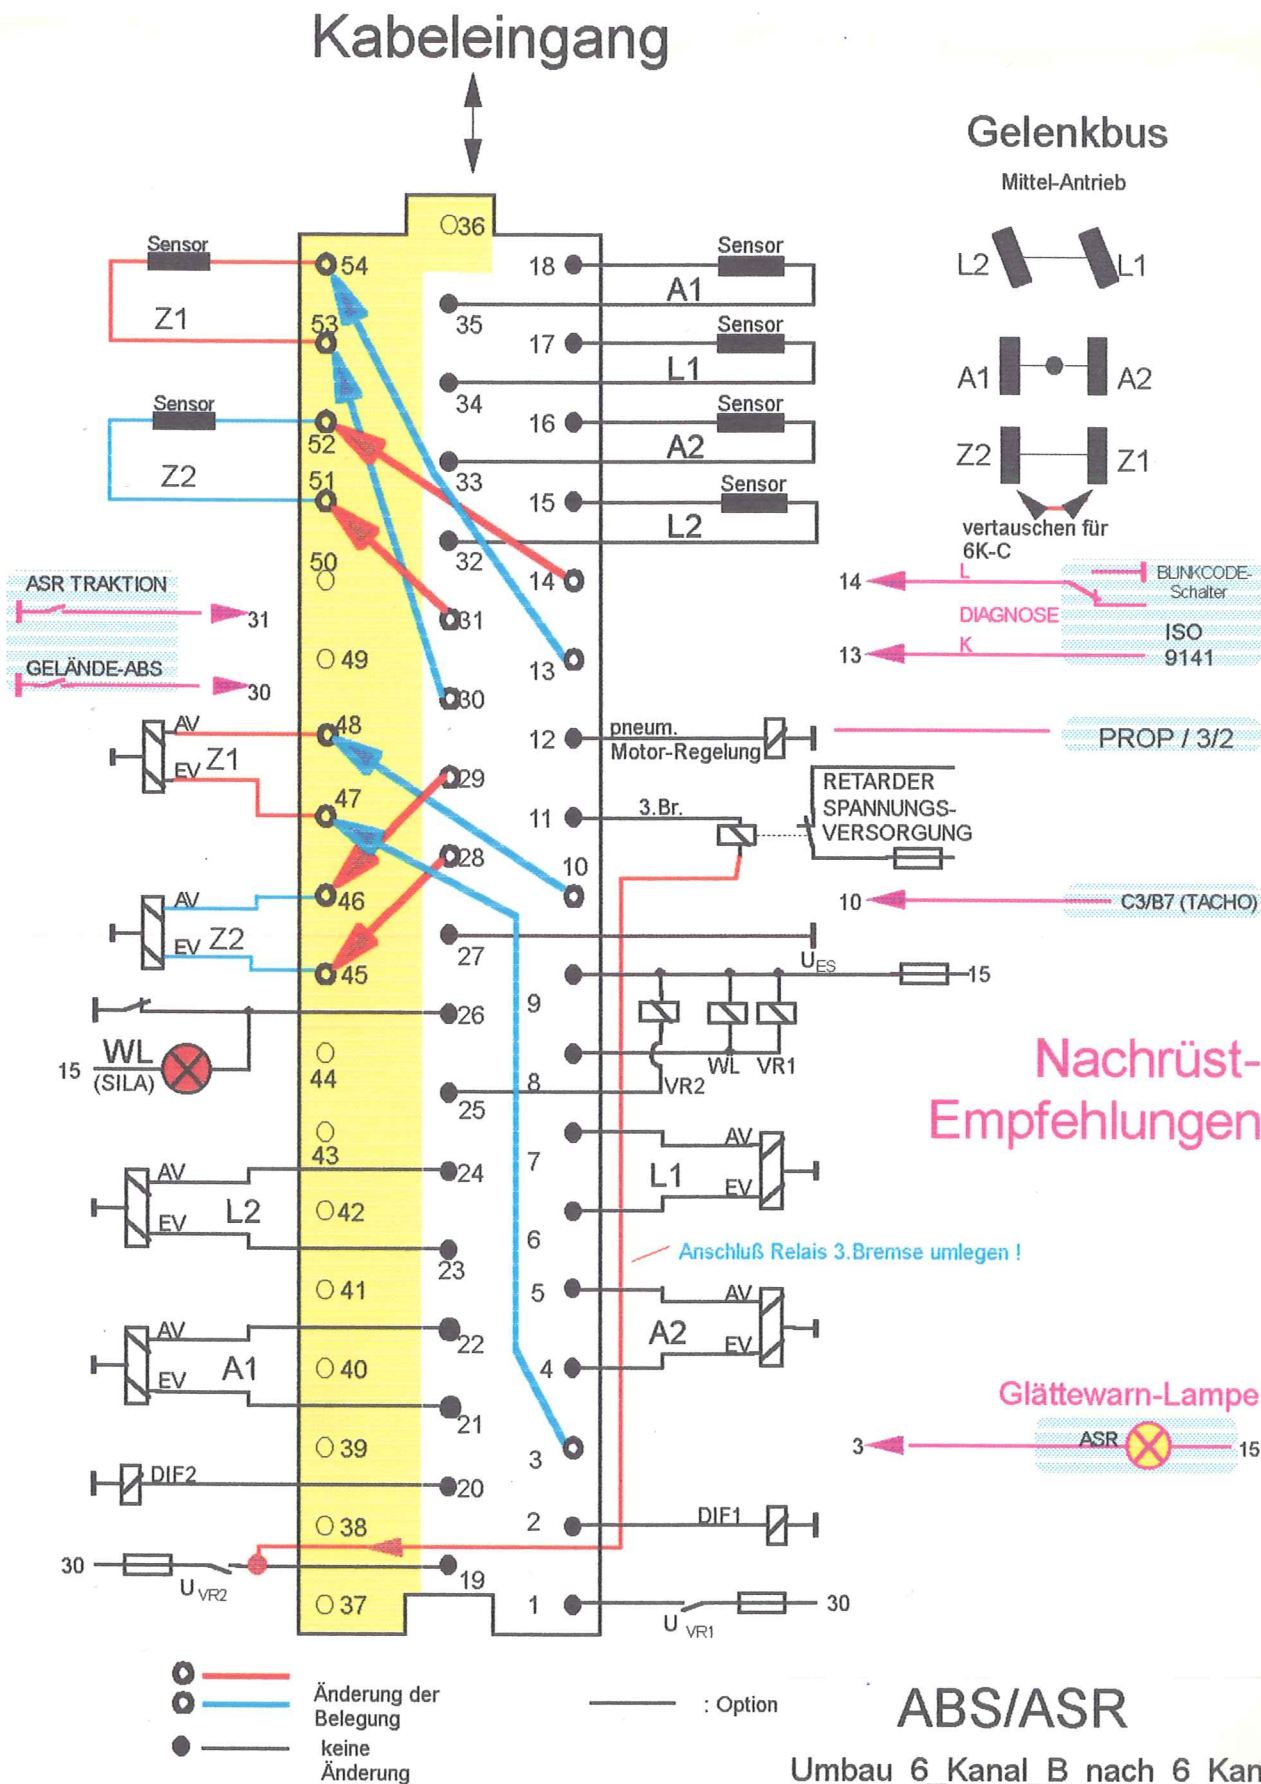 Kabeleingang
Gelenkbus
Mittel-Antrieb
L2
L1
A1
A2
Z2
Z1
vertauschen für
6K-C
36
Sensor
Z1
54
53
Sensor
Z2
52
51
50
49
48
47
46
45
44
43
42
41
40
39
38
37
18
35
17
34
16
33
15
32
14
31
13
30
12
29
11
28
10
27
9
26
8
25
7
24
6
23
5
22
4
21
3
20
2
19
1
Sensor
A1
Sensor
L1
Sensor
A2
Sensor
L2
ASR TRAKTION
31
GELÄNDE-ABS
30
14
L
BLINKCODE-
Schalter
DIAGNOSE
13
K
ISO
9141
AV
Z1
EV
AV
EV Z2
pneum.
Motor-Regelung
PROP / 3/2
3.Br.
RETARDER
SPANNUNGS-
VERSORGUNG
10
C3/B7 (TACHO)
UES
15
15
WL
(SILA)
VR2
WL
VR1
Nachrüst-
Empfehlungen
AV
L2
EV
AV
L1
EV
Anschluß Relais 3.Bremse umlegen !
AV
A1
EV
AV
A2
EV
Glättewarn-Lampe
3
ASR
15
DIF2
DIF1
30
U VR2
U VR1
30
Änderung der
Belegung
keine
Änderung
: Option
ABS/ASR
Umbau 6 Kanal B nach 6 Kan